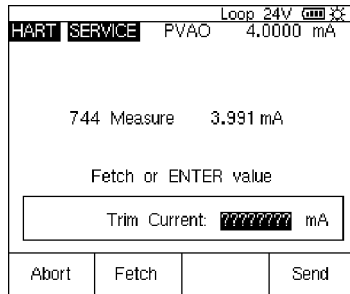 Loop 24V
HART SERVICE PVAO 4.0000 mA
744 Measure 3.991 mA
Fetch or ENTER value
Trim Current: ???????? mA
Abort Fetch Send